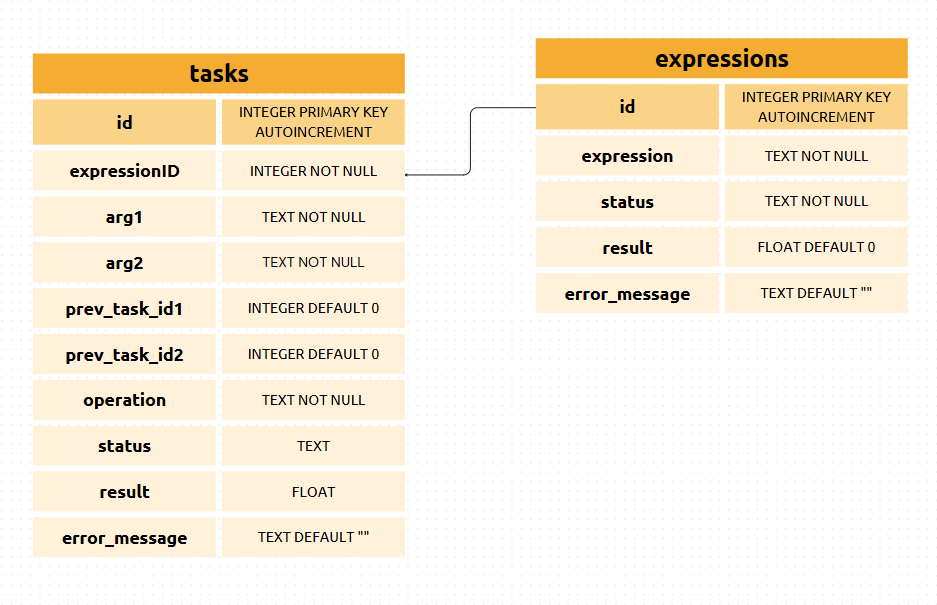 tasks
id
INTEGER PRIMARY KEY
AUTOINCREMENT
expressionID
INTEGER NOT NULL
arg1
TEXT NOT NULL
arg2
TEXT NOT NULL
prev_task_id1
INTEGER DEFAULT 0
prev_task_id2
INTEGER DEFAULT 0
operation
TEXT NOT NULL
status
TEXT
result
FLOAT
error_message
TEXT DEFAULT ""
expressions
id
INTEGER PRIMARY KEY
AUTOINCREMENT
expression
TEXT NOT NULL
status
TEXT NOT NULL
result
FLOAT DEFAULT 0
error_message
TEXT DEFAULT ""